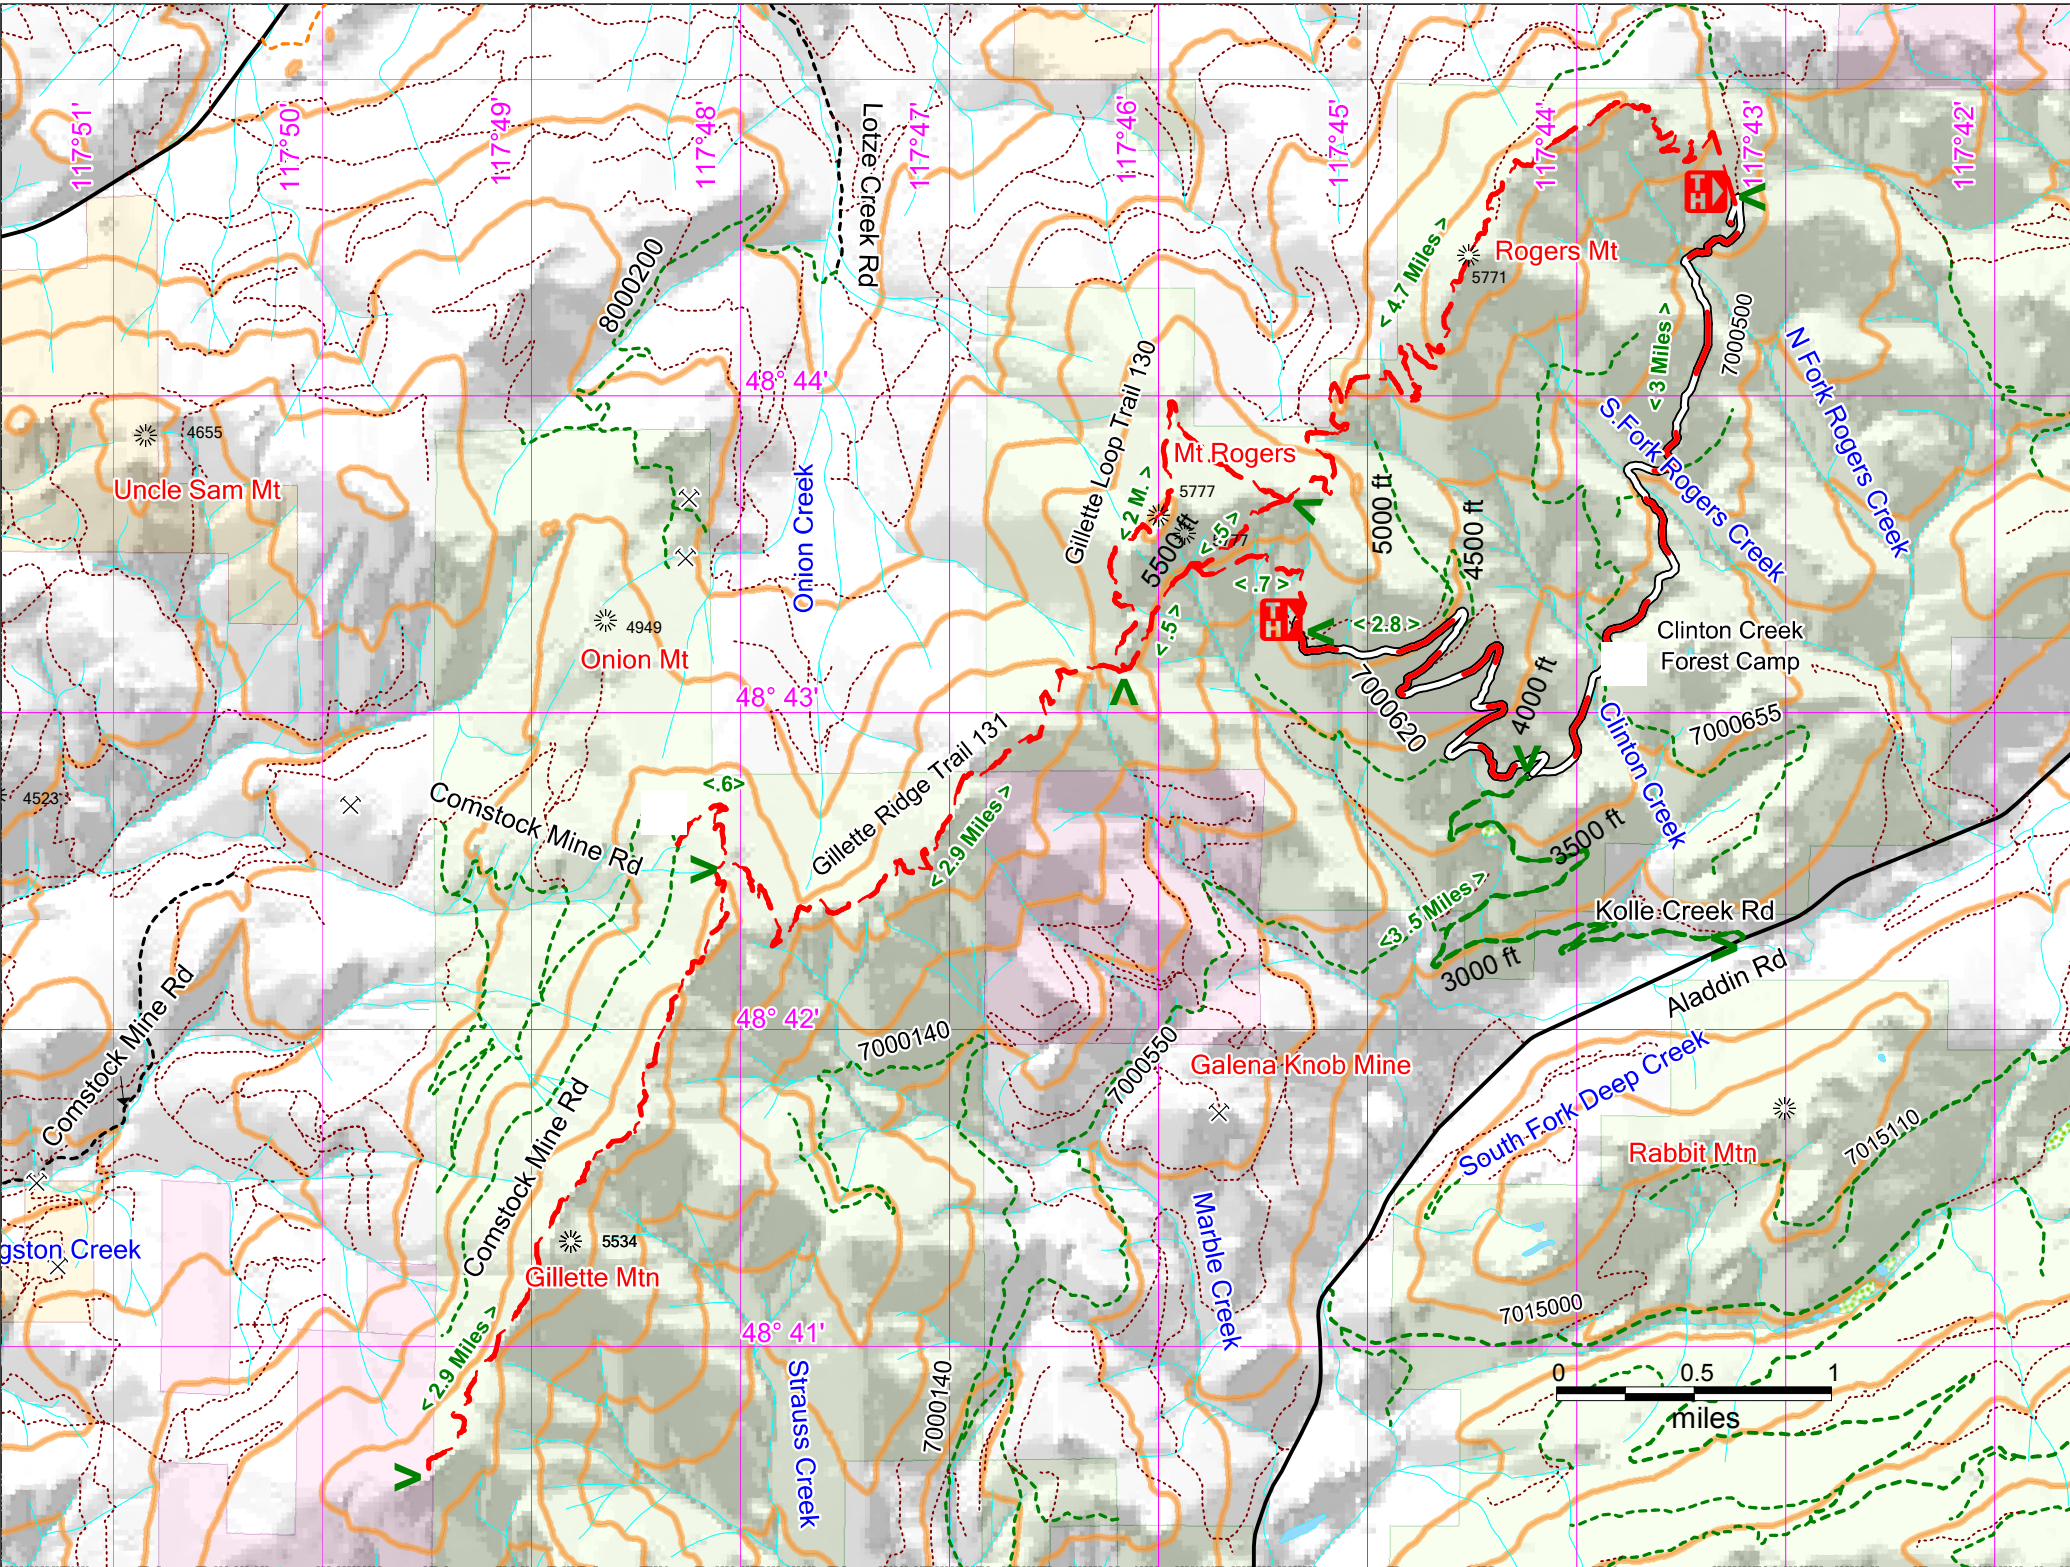 117°51'
117°50'
117°49'
117°48'
117°47'
117°46'
117°45'
117°44'
117°43'
117°42'
Lotze Creek Rd
8000200
TH
Rogers Mt
5771
< 4.7 Miles >
< 3 Miles >
7000500
N Fork Rogers Creek
S Fork Rogers Creek
48° 44'
Gillette Loop Trail 130
4655
Uncle Sam Mt
Onion Creek
Mt Rogers
5777
< 2 M. >
5500 ft
5777
< .5 >
5000 ft
4500 ft
< .7 >
TH
< 2.8 >
4949
Onion Mt
< .5 >
Clinton Creek
Forest Camp
48° 43'
7000620
4000 ft
Clinton Creek
7000655
Gillette Ridge Trail 131
4523
Comstock Mine Rd
<.6>
< 2.9 Miles >
3500 ft
<3 .5 Miles >
Kolle Creek Rd
3000 ft
Aladdin Rd
Comstock Mine Rd
48° 42'
7000140
7000550
Galena Knob Mine
South Fork Deep Creek
Rabbit Mtn
7015110
Comstock Mine Rd
gston Creek
5534
Gillette Mtn
Marble Creek
7015000
48° 41'
< 2.9 Miles >
Strauss Creek
7000140
0 0.5 1
miles